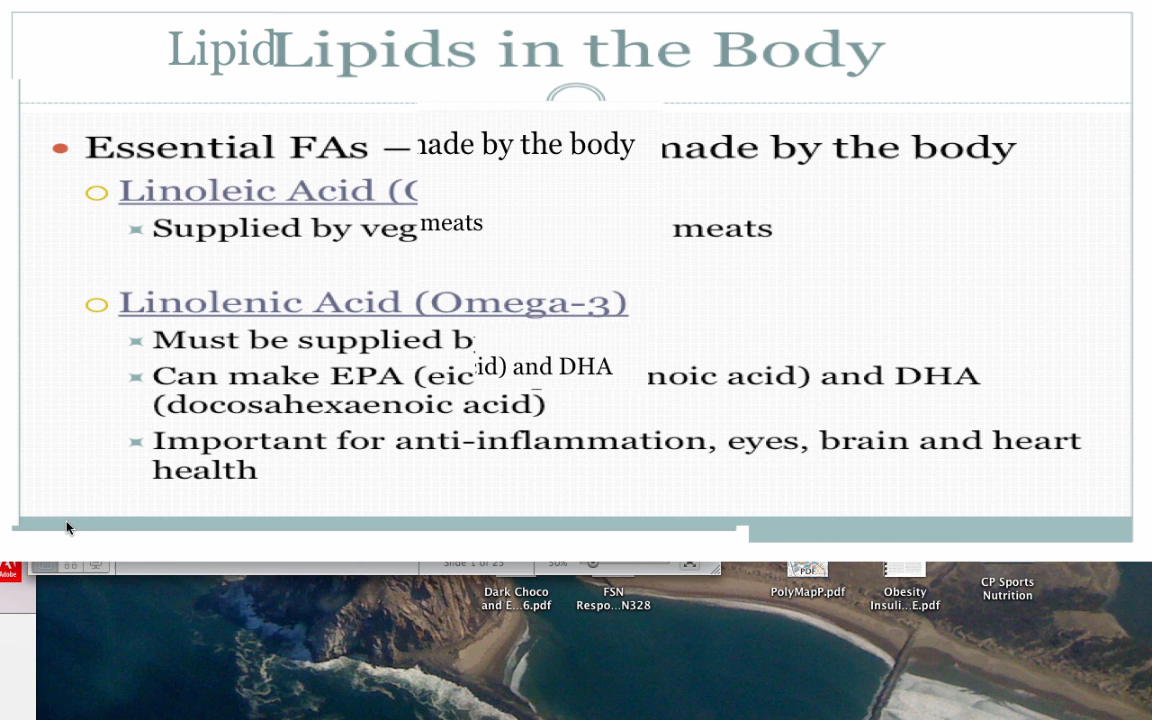 Lipid Lipids in the Body
Essential FAs – made by the body made by the body
Linoleic Acid (
Supplied by veg meats meats
Linolenic Acid (Omega-3)
Must be supplied b
Can make EPA (eic id) and DHA noic acid) and DHA
(docosahexaenoic acid)
Important for anti-inflammation, eyes, brain and heart
health
Adobe
Slide 1 of 25 50%
PDF
Dark Choco FSN PolyMapP.pdf Obesity CP Sports
and E...6.pdf Respo...N328 Insuli...E.pdf Nutrition